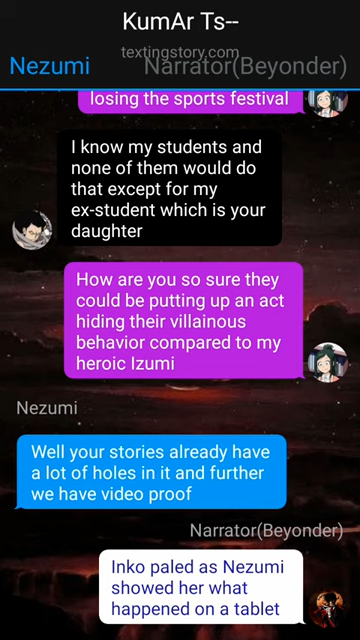 KumAr Ts--
textingstory.com
Nezumi
Narrator(Beyonder)
losing the sports festival
I know my students and
none of them would do
that except for my
ex-student which is your
daughter
How are you so sure they
could be putting up an act
hiding their villainous
behavior compared to my
heroic Izumi
Nezumi
Well your stories already have
a lot of holes in it and further
we have video proof
Narrator(Beyonder)
Inko paled as Nezumi
showed her what
happened on a tablet